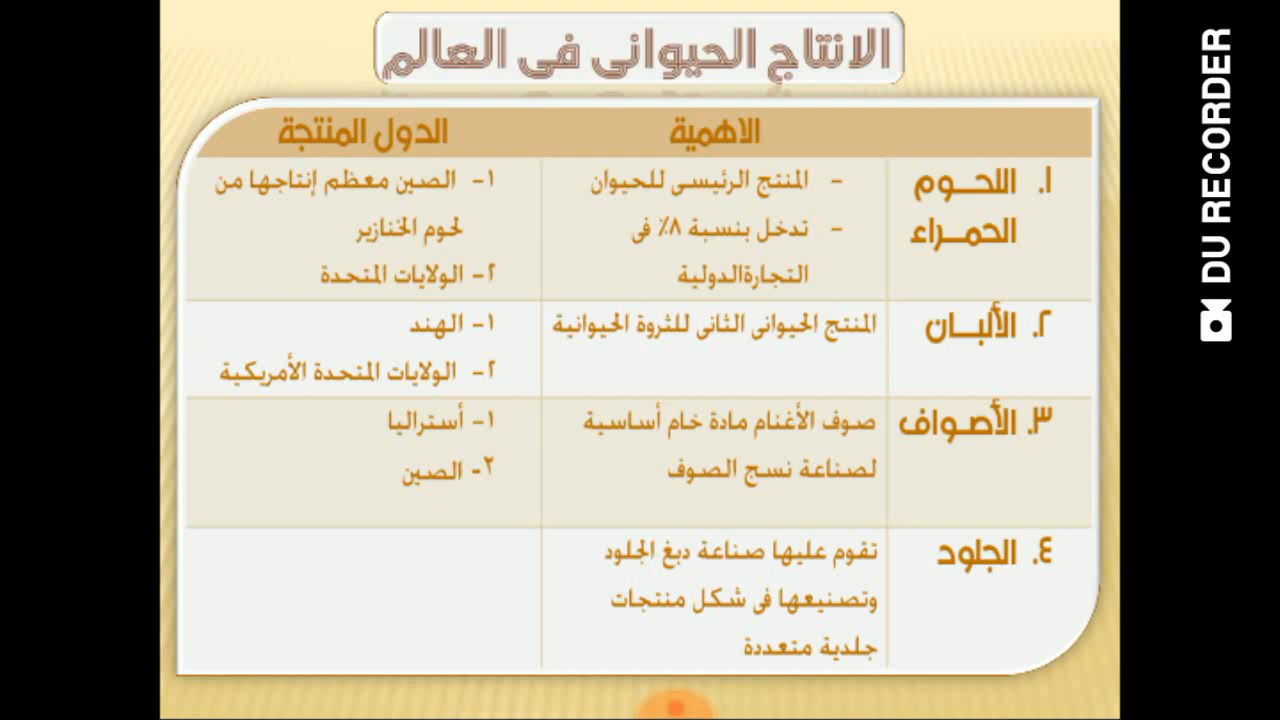 الانتاج الحيوانى فى العالم
الاهمية
الدول المنتجة
١. اللحوم
الحمراء
- المنتج الرئيسى للحيوان
- تدخل بنسبة ٨٪ فى
التجارةالدولية
١- الصين معظم إنتاجها من
لحوم الخنازير
٢- الولايات المتحدة
٢. الألبان
المنتج الحيوانى الثانى للثروة الحيوانية
١- الهند
٢- الولايات المتحدة الأمريكية
٣. الأصواف
صوف الأغنام مادة خام أساسية
لصناعة نسج الصوف
١- أستراليا
٢- الصين
٤. الجلود
تقوم عليها صناعة دبغ الجلود
وتصنيعها فى شكل منتجات
جلدية متعددة
DU RECORDER